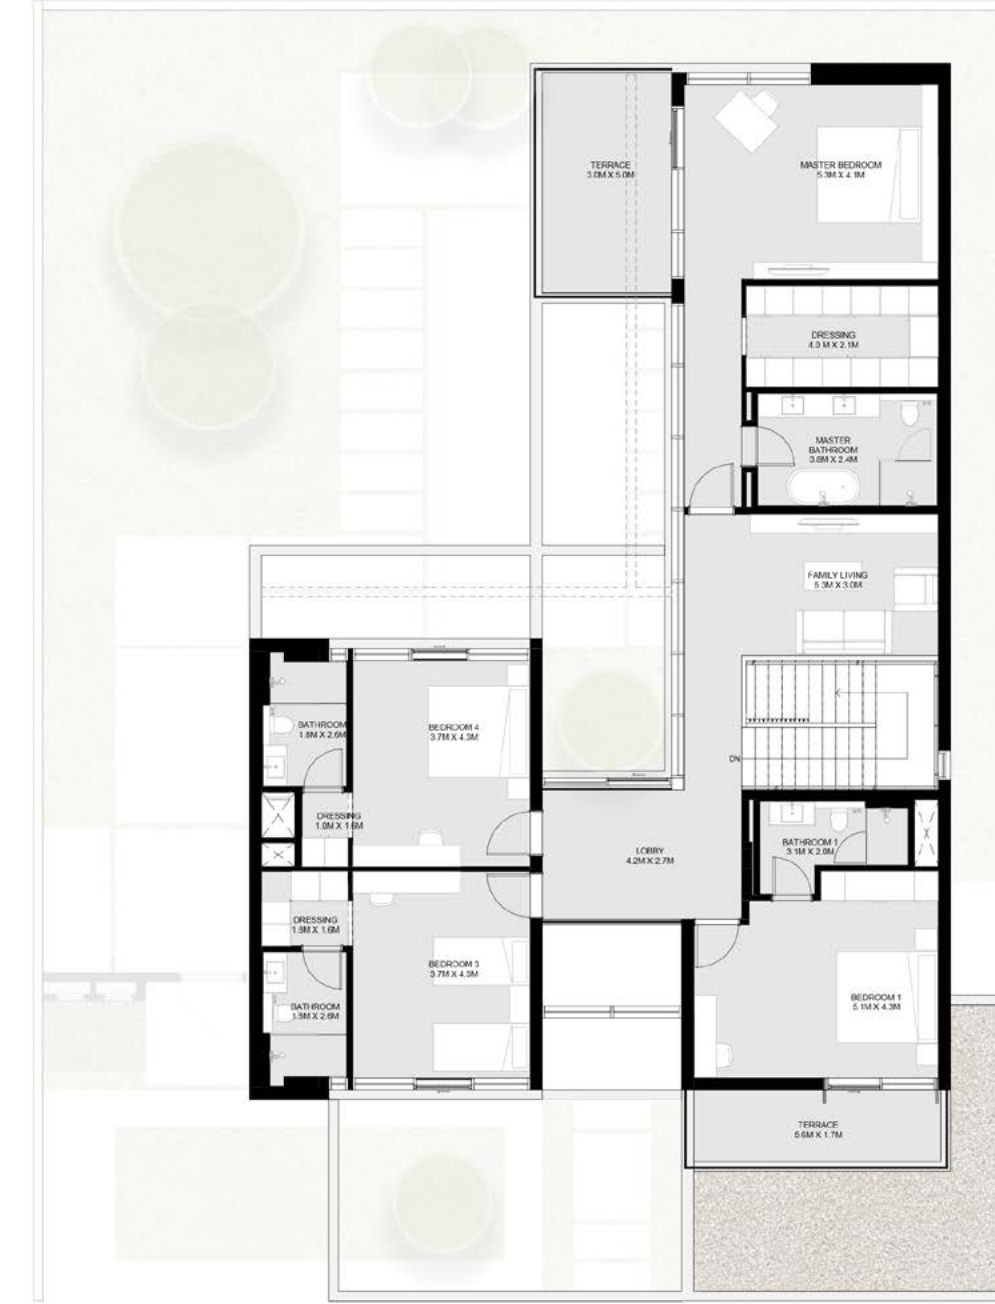 TERRACE
3.0M X 5.0M
MASTER BEDROOM
5.3M X 4.1M
DRESSING
4.0 M X 2.1M
MASTER
BATHROOM
3.8M X 2.4M
FAMILY LIVING
5.3M X 3.0M
BATHROOM
1.8M X 2.6M
BEDROOM 4
3.7M X 4.3M
DN
DRESSING
1.0M X 1.6M
LOBBY
4.2M X 2.7M
BATHROOM 1
3.1M X 2.0M
DRESSING
1.8M X 1.6M
BEDROOM 3
3.7M X 4.3M
BATHROOM
1.8M X 2.6M
BEDROOM 1
5.1M X 4.3M
TERRACE
5.6M X 1.7M